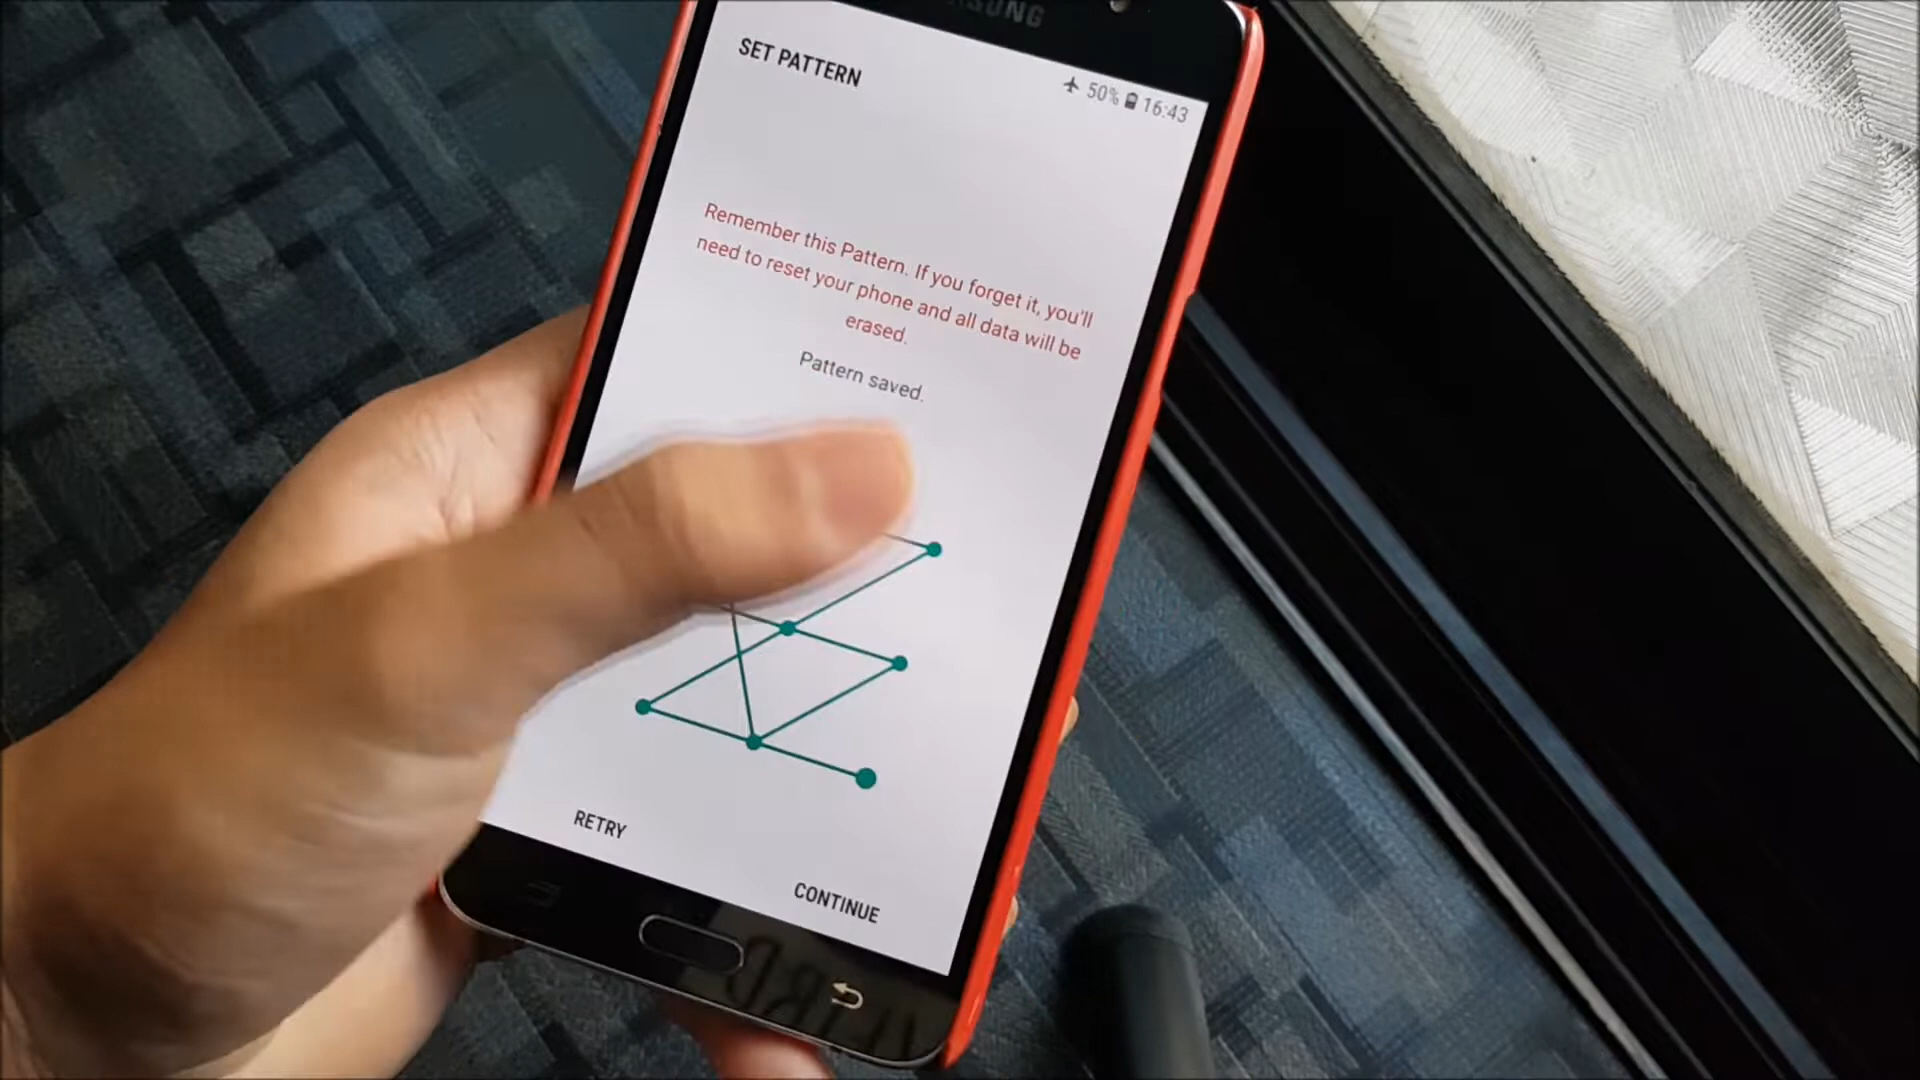 SET PATTERN
50% 16:43
Remember this Pattern. If you forget it, you'll
need to reset your phone and all data will be
erased.
Pattern saved.
RETRY
CONTINUE